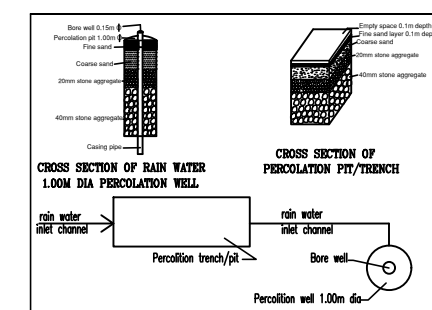 Bore well 0.15m ϕ
Percolation pit 1.00m ϕ
Fine sand
Coarse sand
20mm stone aggregate
40mm stone aggregate
Casing pipe
CROSS SECTION OF RAIN WATER
1.00M DIA PERCOLATION WELL
Empty space 0.1m depth
Fine sand layer 0.1m dep
Coarse sand
20mm stone aggregate
40mm stone aggregate
CROSS SECTION OF
PERCOLATION PIT/TRENCH
rain water
inlet channel
Percolition trench/pit
rain water
inlet channel
Bore well
Percolition well 1.00m dia